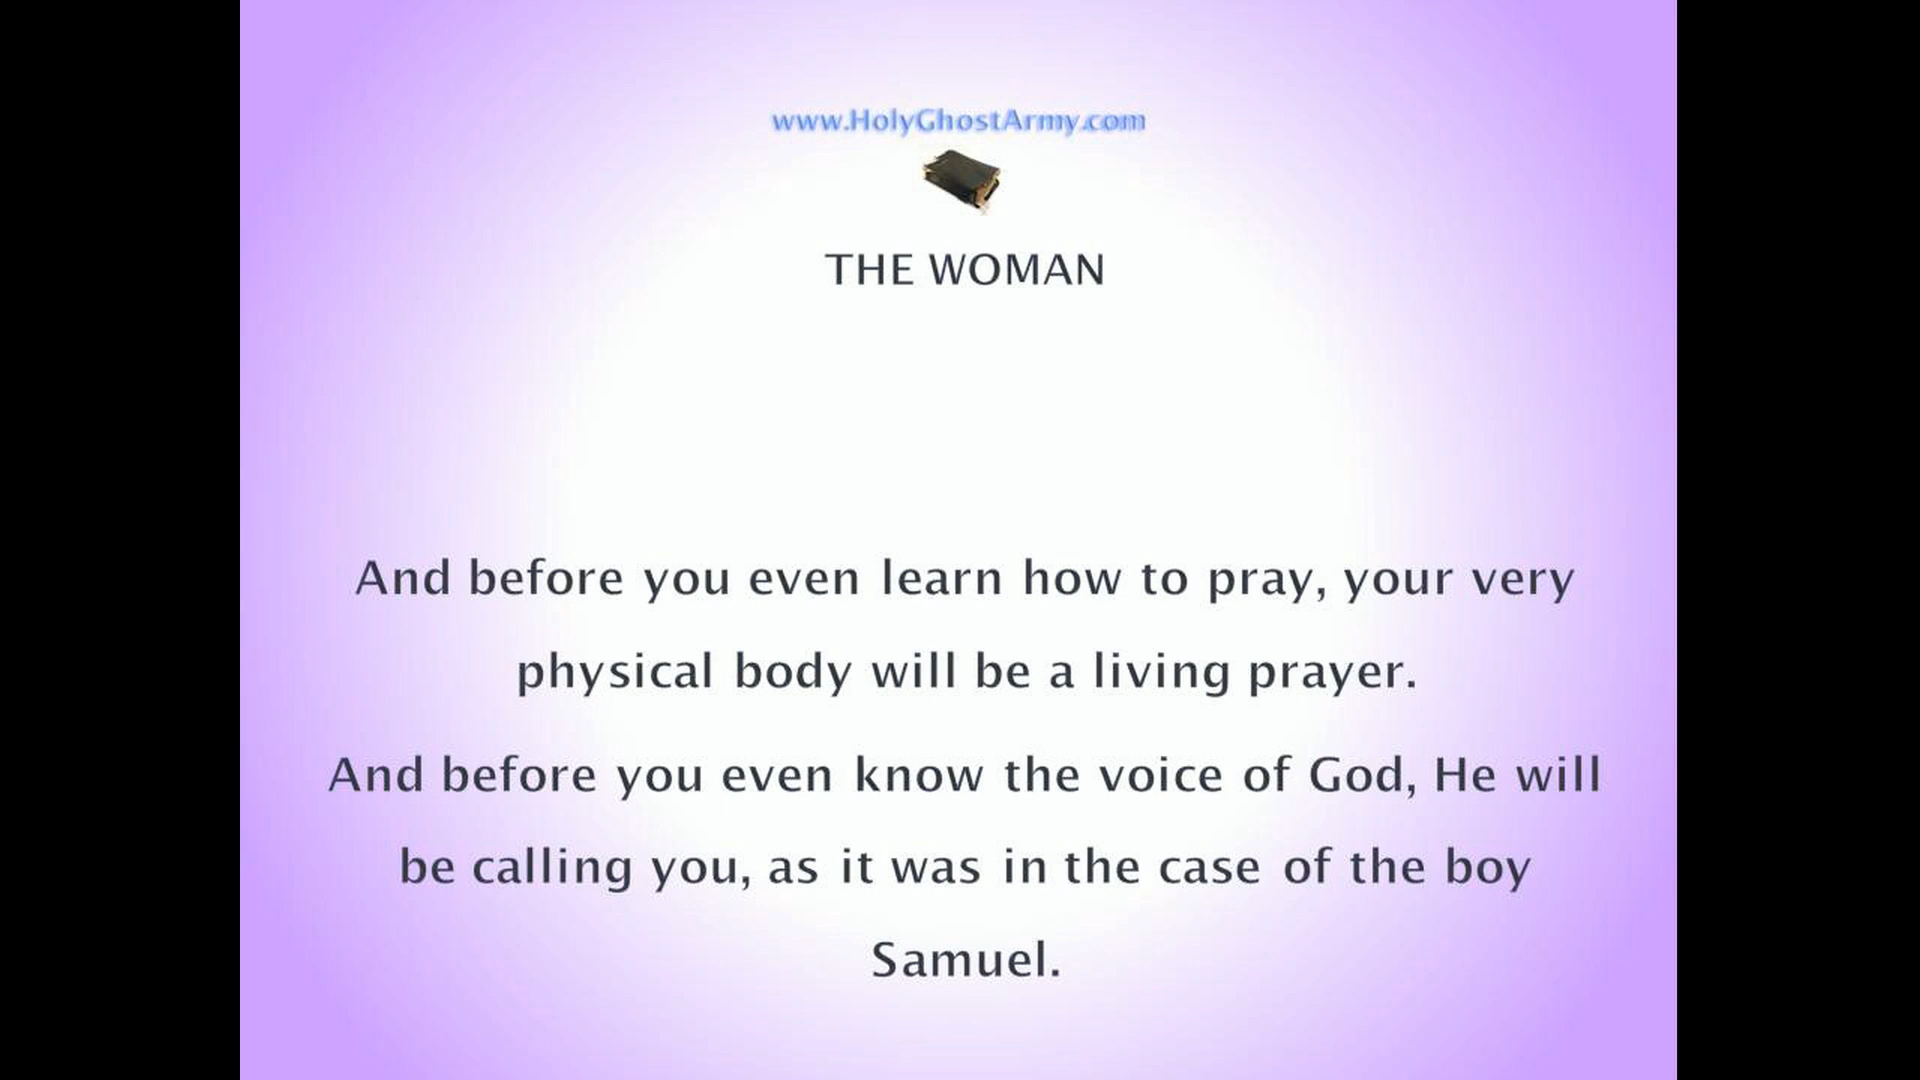 www.HolyGhostArmy.com
THE WOMAN
And before you even learn how to pray, your very
physical body will be a living prayer.
And before you even know the voice of God, He will
be calling you, as it was in the case of the boy
Samuel.